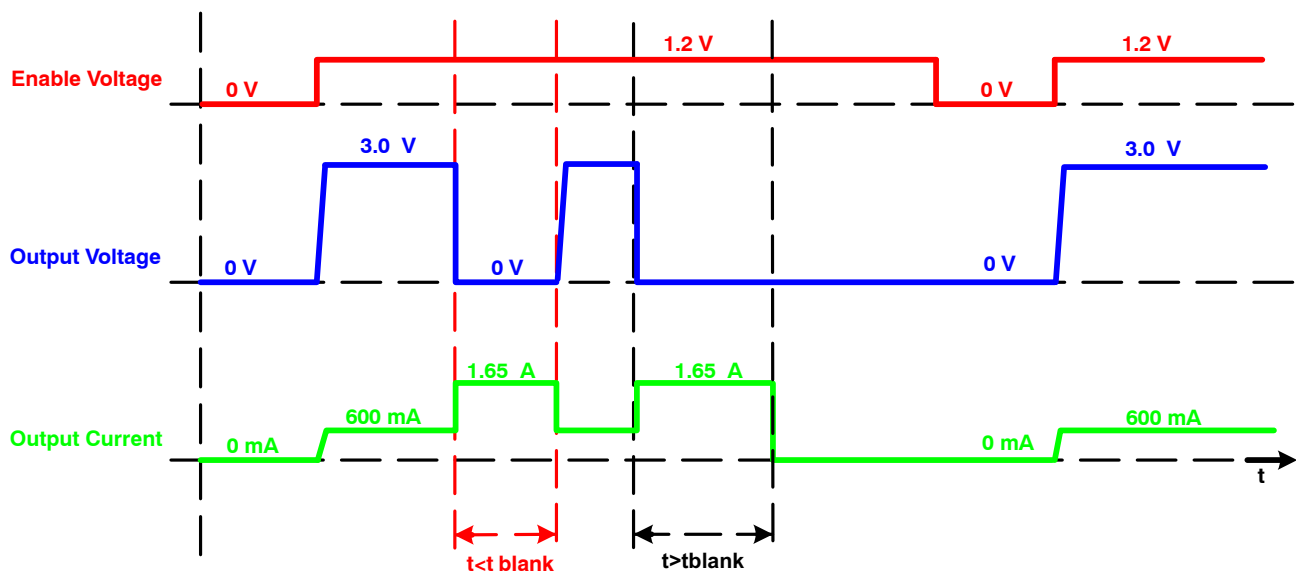 1.2 V
1.2 V
Enable Voltage
0 V
0 V
3.0 V
3.0 V
Output Voltage
0 V
0 V
0 V
1.65 A
1.65 A
600 mA
600 mA
Output Current
0 mA
0 mA
t
t<t blank
t>tblank